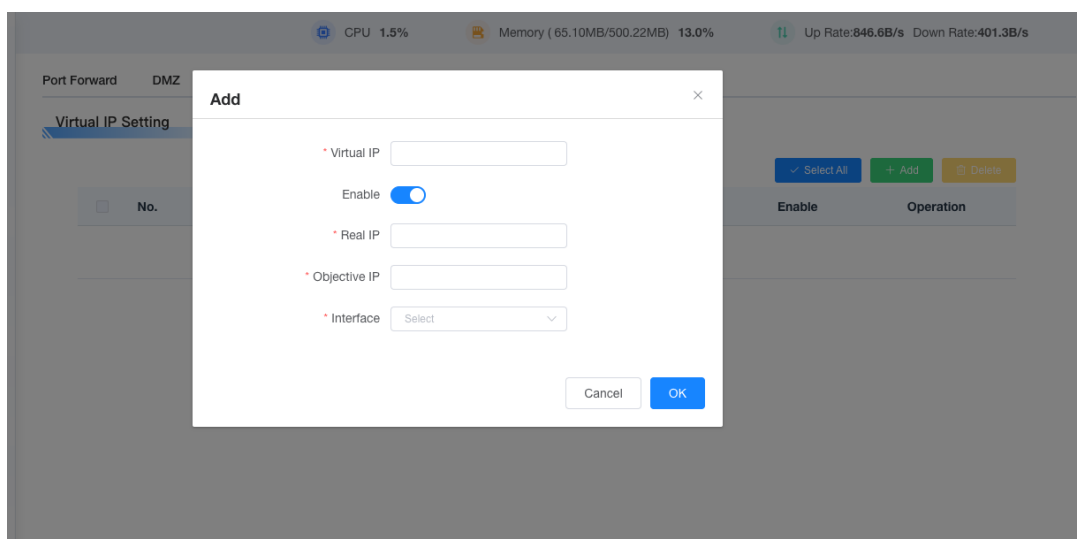 CPU 1.5% Memory ( 65.10MB/500.22MB) 13.0% Up Rate:846.6B/s Down Rate:401.3B/s
Port Forward DMZ
Add
Virtual IP Setting
* Virtual IP
Select All + Add Delete
Enable
No. Enable Operation
* Real IP
* Objective IP
* Interface Select
Cancel OK